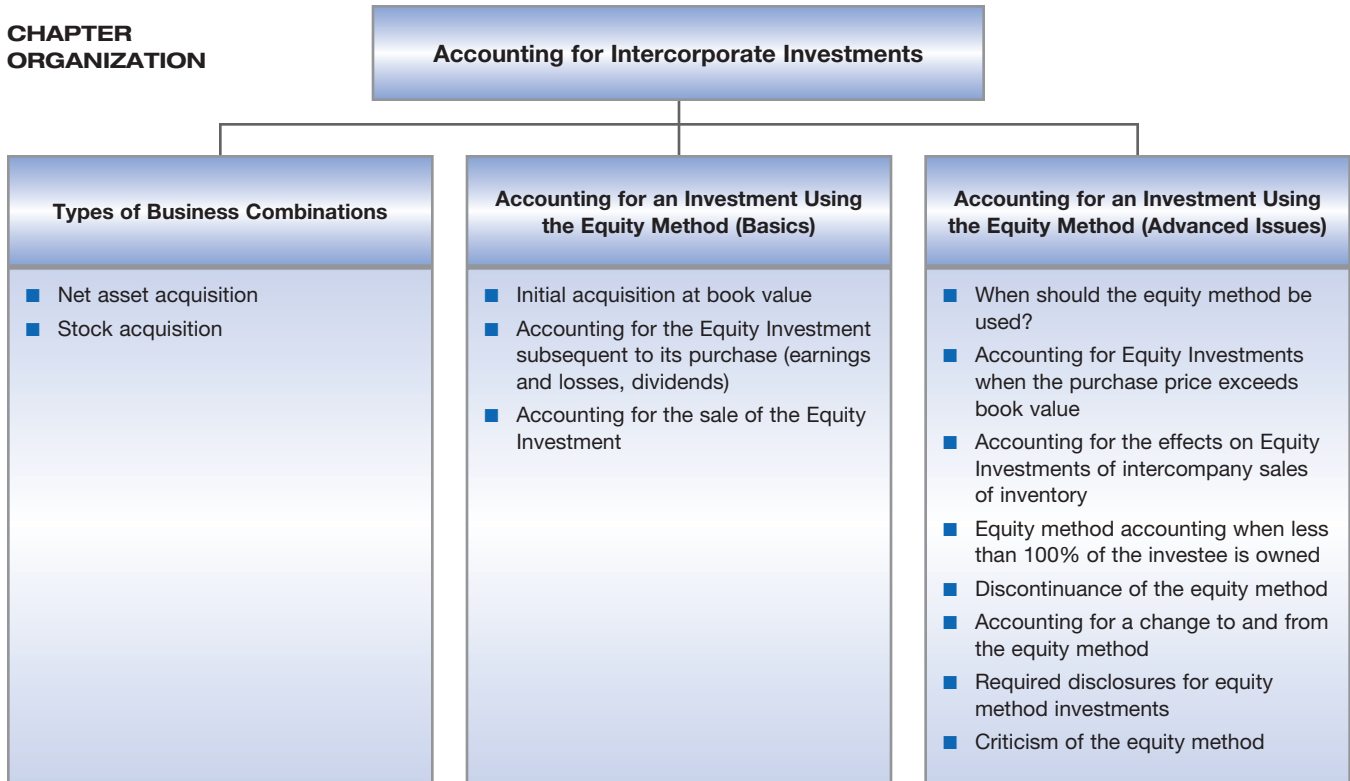 CHAPTER
ORGANIZATION
Accounting for Intercorporate Investments
Types of Business Combinations
■ Net asset acquisition
■ Stock acquisition
Accounting for an Investment Using
the Equity Method (Basics)
■ Initial acquisition at book value
■ Accounting for the Equity Investment
subsequent to its purchase (earnings
and losses, dividends)
■ Accounting for the sale of the Equity
Investment
Accounting for an Investment Using
the Equity Method (Advanced Issues)
■ When should the equity method be
used?
■ Accounting for Equity Investments
when the purchase price exceeds
book value
■ Accounting for the effects on Equity
Investments of intercompany sales
of inventory
■ Equity method accounting when less
than 100% of the investee is owned
■ Discontinuance of the equity method
■ Accounting for a change to and from
the equity method
■ Required disclosures for equity
method investments
■ Criticism of the equity method